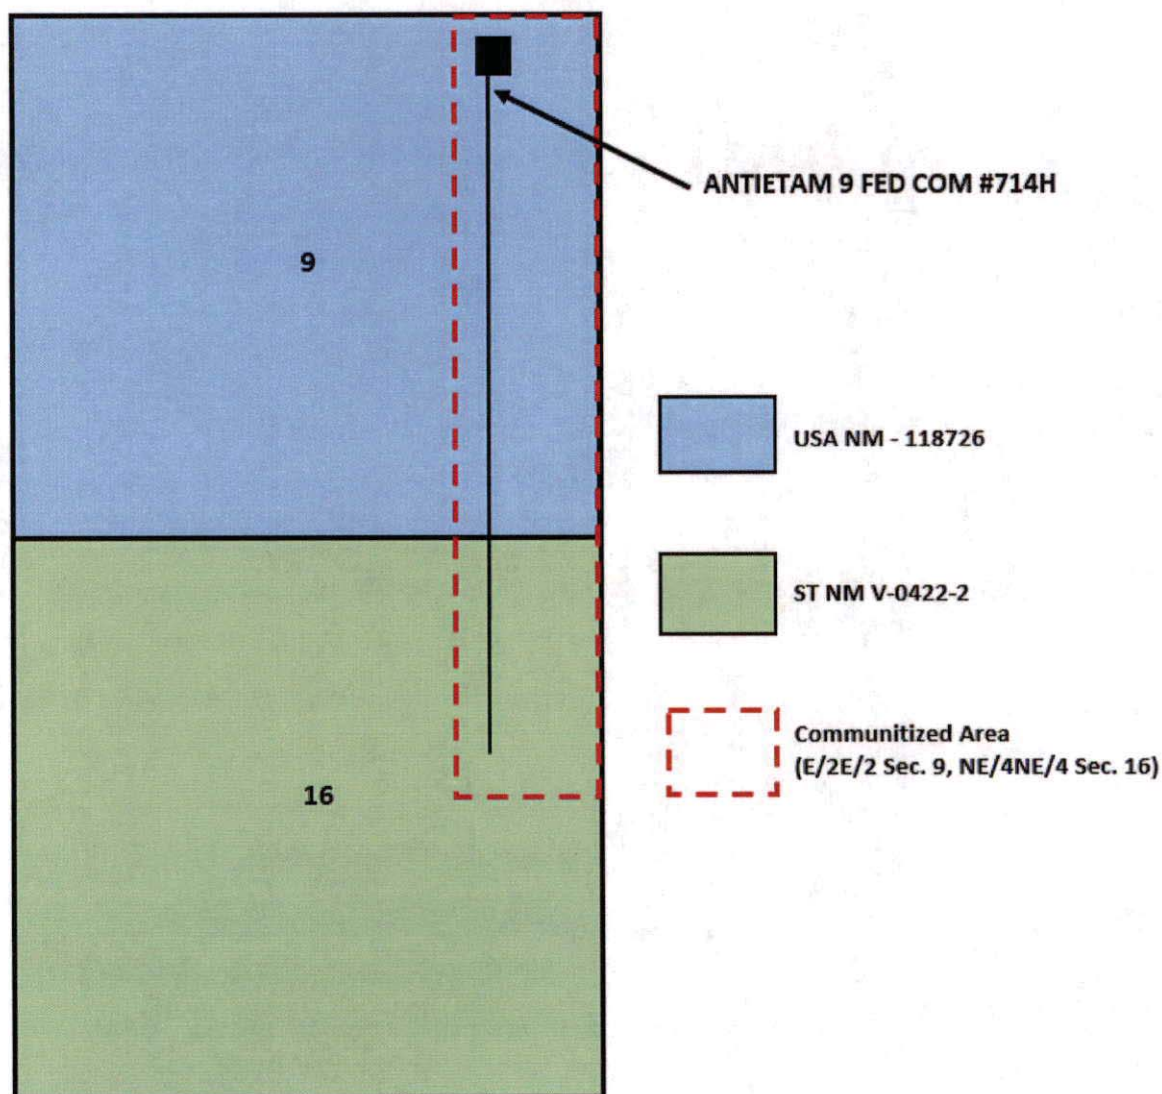 ANTIETAM 9 FED COM #714H
9
USA NM - 118726
ST NM V-0422-2
Communitized Area
(E/2E/2 Sec. 9, NE/4NE/4 Sec. 16)
16